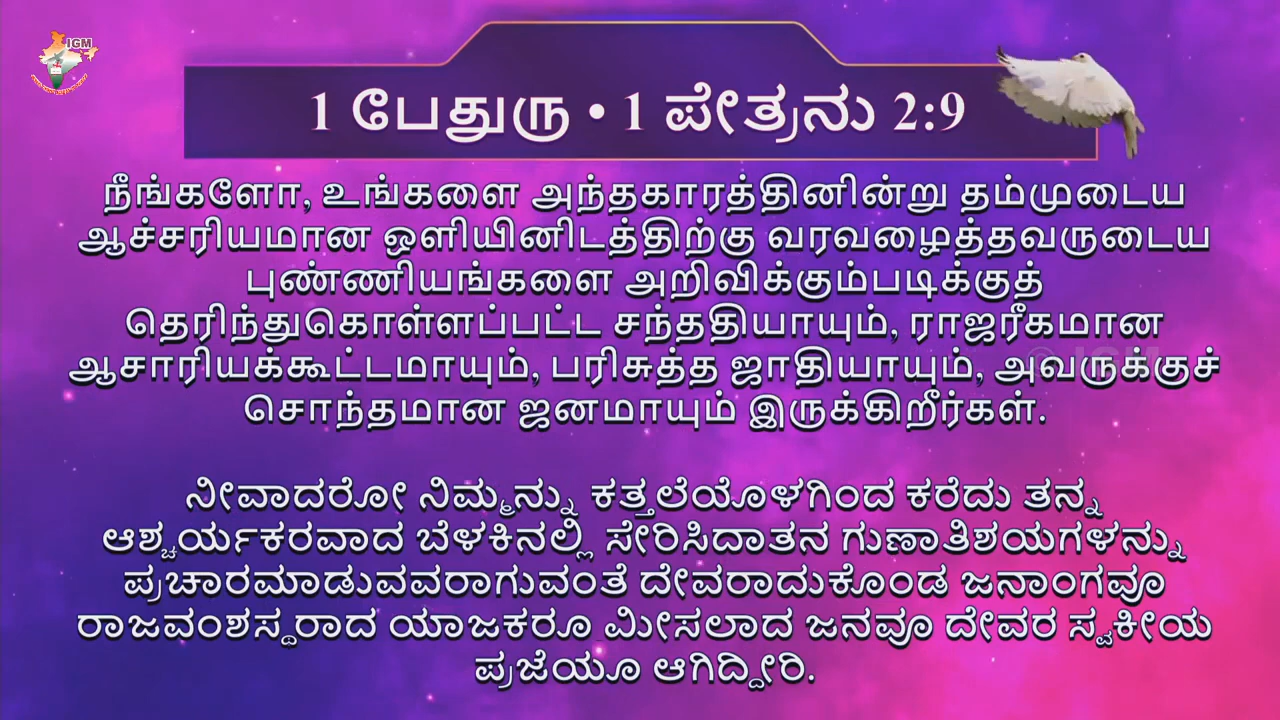 IGM
1 பேதுரு • 1 ಪೇತ್ರನು 2:9
நீங்களோ, உங்களை அந்தகாரத்தினின்று தம்முடைய
ஆச்சரியமான ஒளியினிடத்திற்கு வரவழைத்தவருடைய
புண்ணியங்களை அறிவிக்கும்படிக்குத்
தெரிந்துகொள்ளப்பட்ட சந்ததியாயும், ராஜரீகமான
ஆசாரியக்கூட்டமாயும், பரிசுத்த ஜாதியாயும், அவருக்குச்
சொந்தமான ஜனமாயும் இருக்கிறீர்கள்.
© IGM
ನೀವಾದರೋ ನಿಮ್ಮನ್ನು ಕತ್ತಲೆಯೊಳಗಿಂದ ಕರೆದು ತನ್ನ
ಆಶ್ಚರ್ಯಕರವಾದ ಬೆಳಕಿನಲ್ಲಿ ಸೇರಿಸಿದಾತನ ಗುಣಾತಿಶಯಗಳನ್ನು
ಪ್ರಚಾರಮಾಡುವವರಾಗುವಂತೆ ದೇವರಾದುಕೊಂಡ ಜನಾಂಗವೂ
ರಾಜವಂಶಸ್ಥರಾದ ಯಾಜಕರೂ ಮೀಸಲಾದ ಜನವೂ ದೇವರ ಸ್ವಕೀಯ
ಪ್ರಜೆಯೂ ಆಗಿದ್ದೀರಿ.